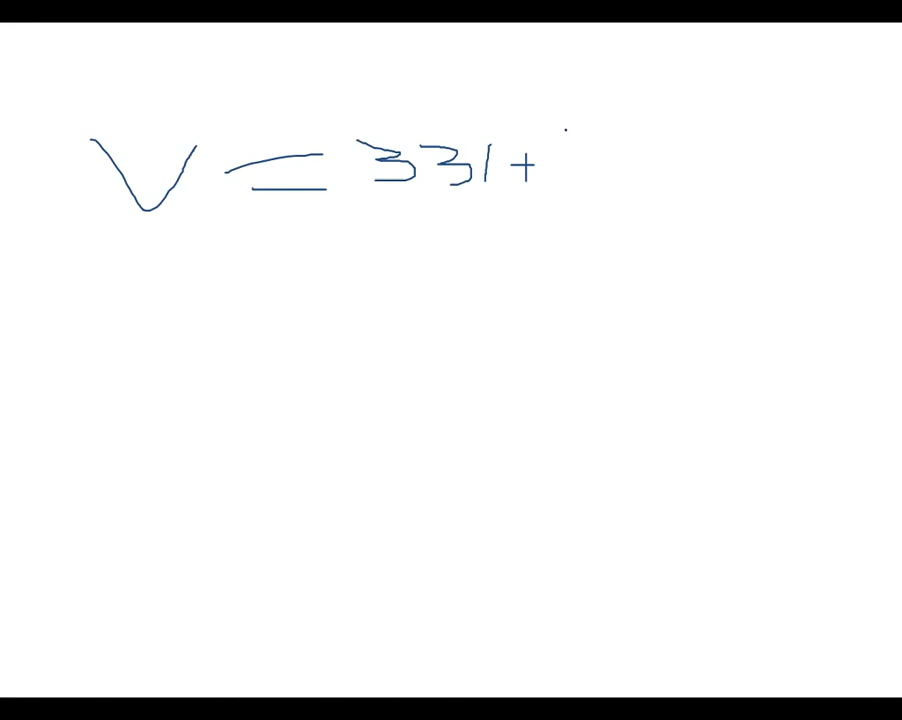 V = 331 +